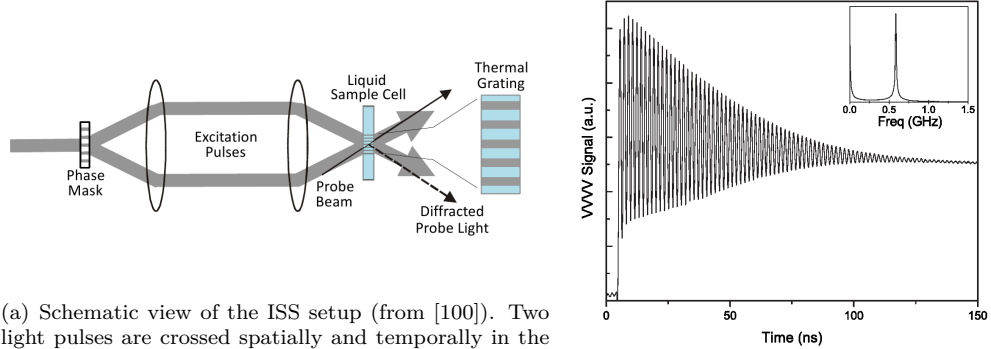 Liquid
Sample Cell
Thermal
Grating
Excitation
Pulses
Phase
Mask
Probe
Beam
Diffracted
Probe Light
(a) Schematic view of the ISS setup (from [100]). Two
light pulses are crossed spatially and temporally in the
VVVV Signal (a.u.)
0.0 0.5 1.0 1.5
Freq (GHz)
0 50 100 150
Time (ns)